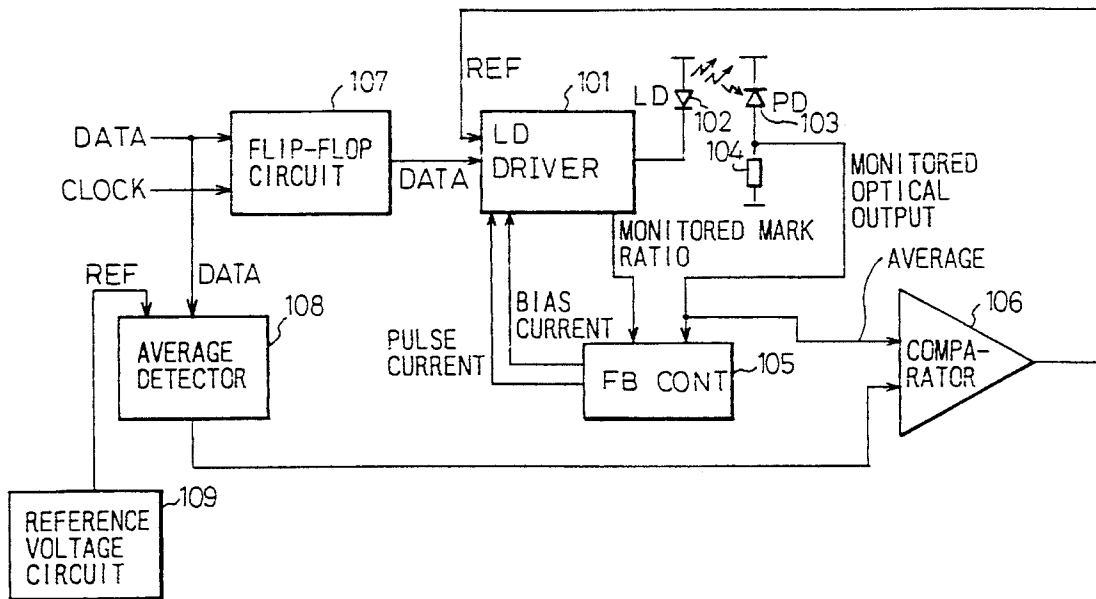 REF
107
101
LD
102
PD
103
DATA
CLOCK
FLIP-FLOP
CIRCUIT
DATA
LD
DRIVER
104
MONITORED
OPTICAL
OUTPUT
MONITORED MARK
RATIO
AVERAGE
REF
DATA
108
AVERAGE
DETECTOR
PULSE
CURRENT
BIAS
CURRENT
FB CONT
105
106
COMPA-
RATOR
109
REFERENCE
VOLTAGE
CIRCUIT